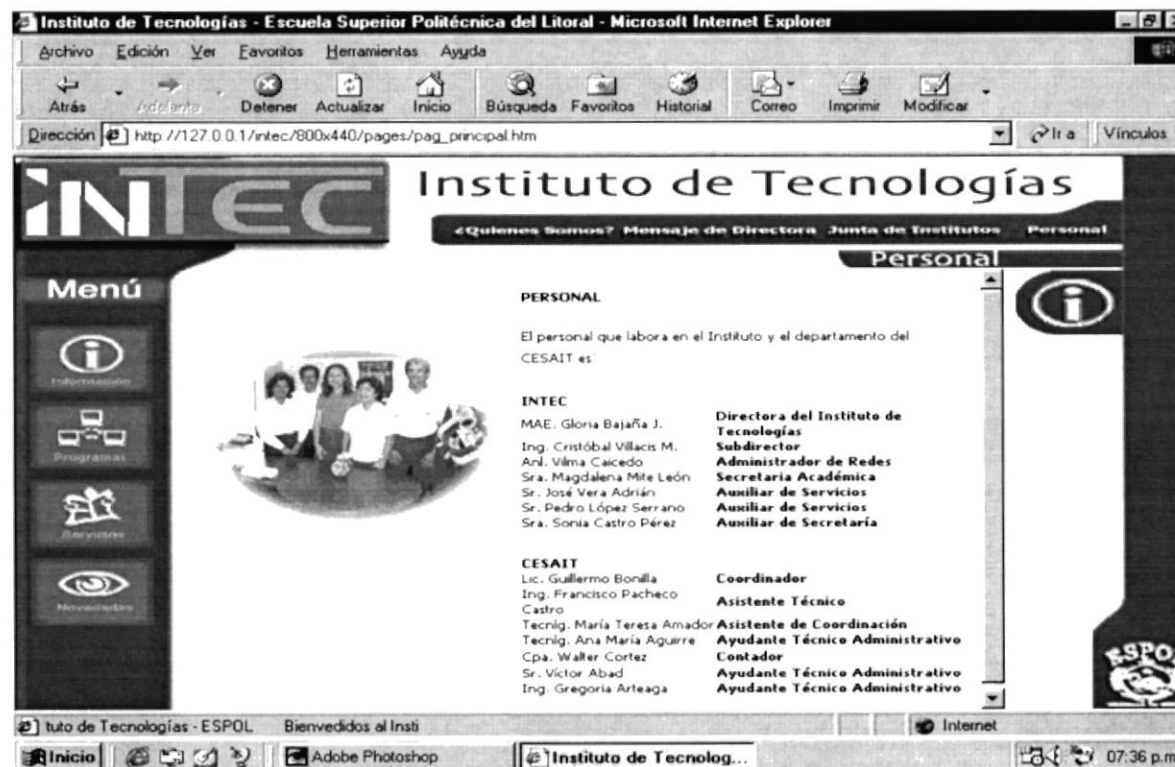 Instituto de Tecnologías - Escuela Superior Politécnica del Litoral - Microsoft Internet Explorer
Archivo Edición Ver Favoritos Herramientas Ayuda
Atrás Adelante Detener Actualizar Inicio Búsqueda Favoritos Historial Correo Imprimir Modificar
Dirección http://127.0.0.1/intec/800x440/pages/pag_principal.htm Ir a Vínculos
INTEC
Instituto de Tecnologías
¿Quienes Somos? Mensaje de Directora Junta de Institutos Personal
Personal
Menú
Información
Programas
Servicios
Novedades
PERSONAL
El personal que labora en el Instituto y el departamento del
CESAIT es:
INTEC
MAE. Gloria Bajaña J. Directora del Instituto de
Tecnologías
Ing. Cristóbal Villacis M. Subdirector
Anl. Vilma Caicedo Administrador de Redes
Sra. Magdalena Mite León Secretaria Académica
Sr. José Vera Adrián Auxiliar de Servicios
Sr. Pedro López Serrano Auxiliar de Servicios
Sra. Sonia Castro Pérez Auxiliar de Secretaría
CESAIT
Lic. Guillermo Bonilla Coordinador
Ing. Francisco Pacheco
Castro Asistente Técnico
Tecnlg. María Teresa Amador Asistente de Coordinación
Tecnlg. Ana María Aguirre Ayudante Técnico Administrativo
Cpa. Walter Cortez Contador
Sr. Víctor Abad Ayudante Técnico Administrativo
Ing. Gregoria Arteaga Ayudante Técnico Administrativo
ESPOL
tuto de Tecnologías - ESPOL Bienvedidos al Insti Internet
Inicio Adobe Photoshop Instituto de Tecnolog... 07:36 p.m